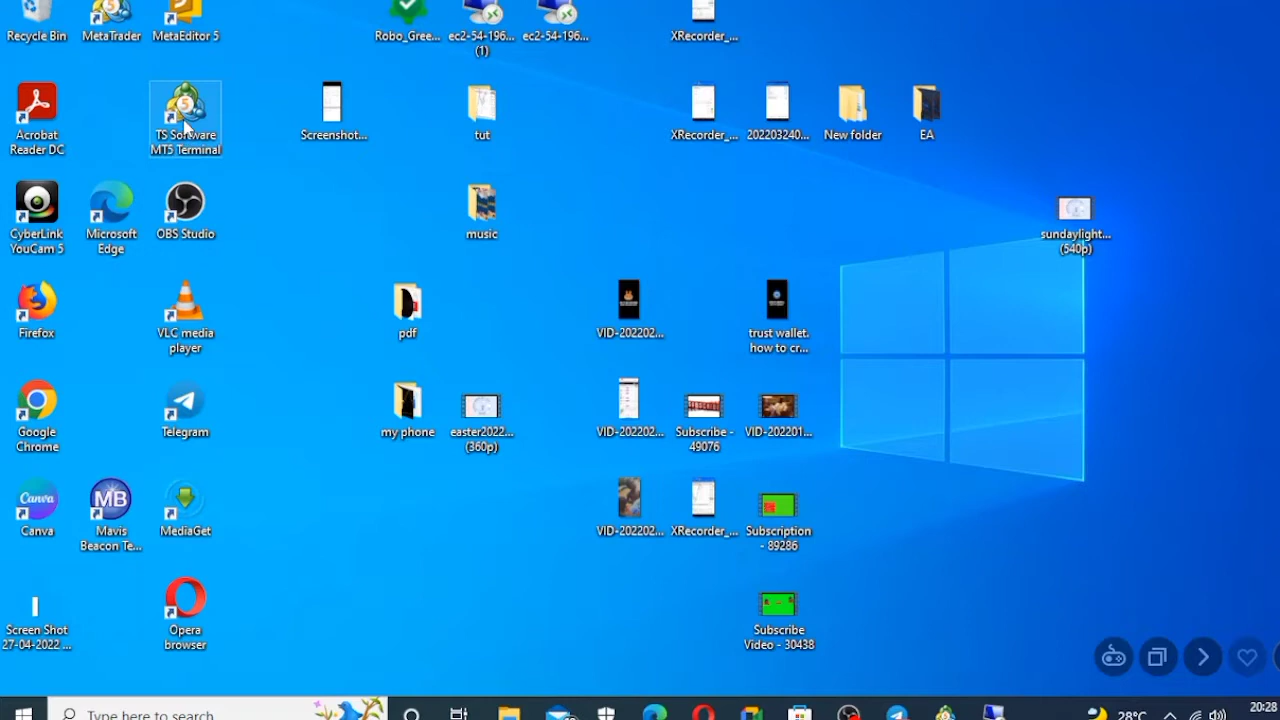 Recycle Bin
MetaTrader
MetaEditor 5
Robo_Gree...
ec2-54-196...
(1)
ec2-54-196...
XRecorder_...
Acrobat
Reader DC
TS Software
MT5 Terminal
Screenshot...
tut
XRecorder_...
202203240...
New folder
EA
CyberLink
YouCam 5
Microsoft
Edge
OBS Studio
music
sundaylight...
(540p)
Firefox
VLC media
player
pdf
VID-202202...
trust wallet.
how to cr...
Google
Chrome
Telegram
my phone
easter2022...
(360p)
VID-202202...
Subscribe -
49076
VID-202201...
Canva
Canva
MB
Mavis
Beacon Te...
MediaGet
VID-202202...
XRecorder_...
Subscription
- 89286
Screen Shot
27-04-2022 ...
Opera
browser
Subscribe
Video - 30438
Type here to search
28°C
20:28